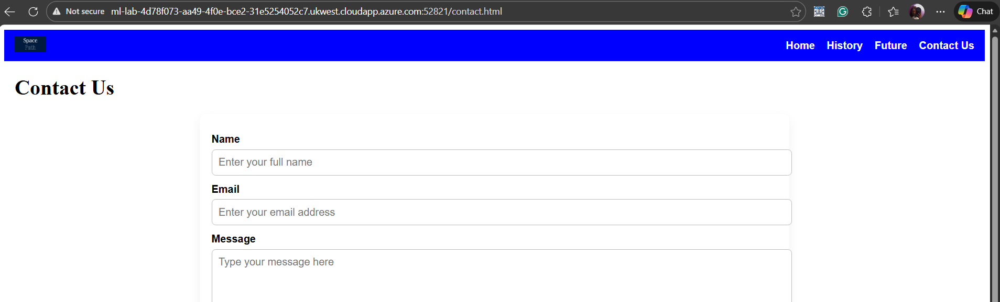 Not secure ml-lab-4d78f073-aa49-4f0e-bce2-31e5254052c7.ukwest.cloudapp.azure.com:52821/contact.html Chat
Space
Path
Home History Future Contact Us
Contact Us
Name
Enter your full name
Email
Enter your email address
Message
Type your message here